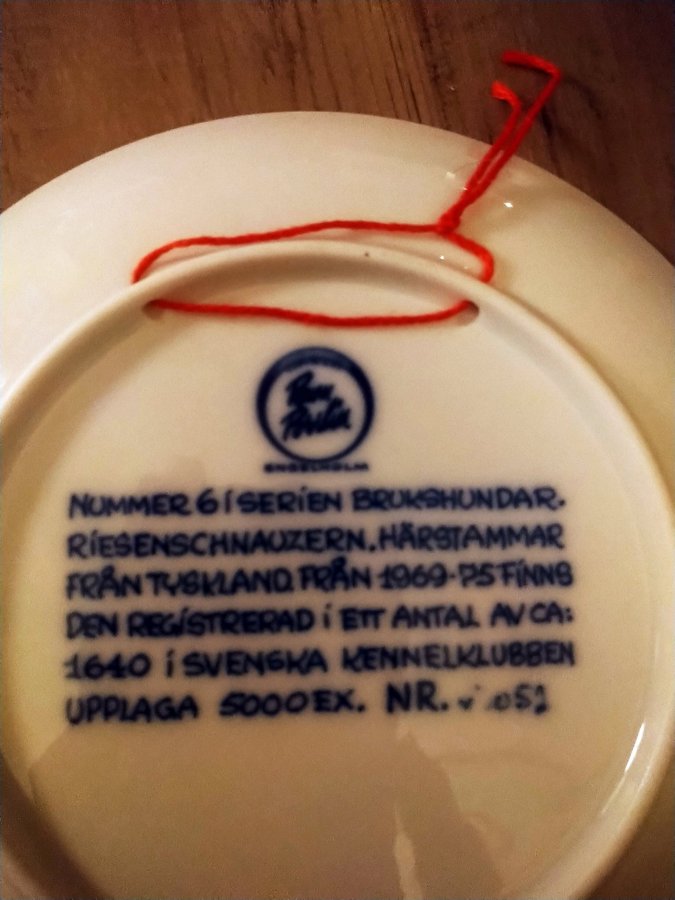 ENGELHOLM
NUMMER 6 i SERiEN BRUKSHUNDAR.
RiESENSCHNAUZERN. HÄRSTAMMAR
FRÅN TYSKLAND. FRÅN 1969-75 FiNNS
DEN REGiSTRERAD i ETT ANTAL AV CA:
1640 i SVENSKA KENNELKLUBBEN
UPPLAGA 5000 EX. NR.